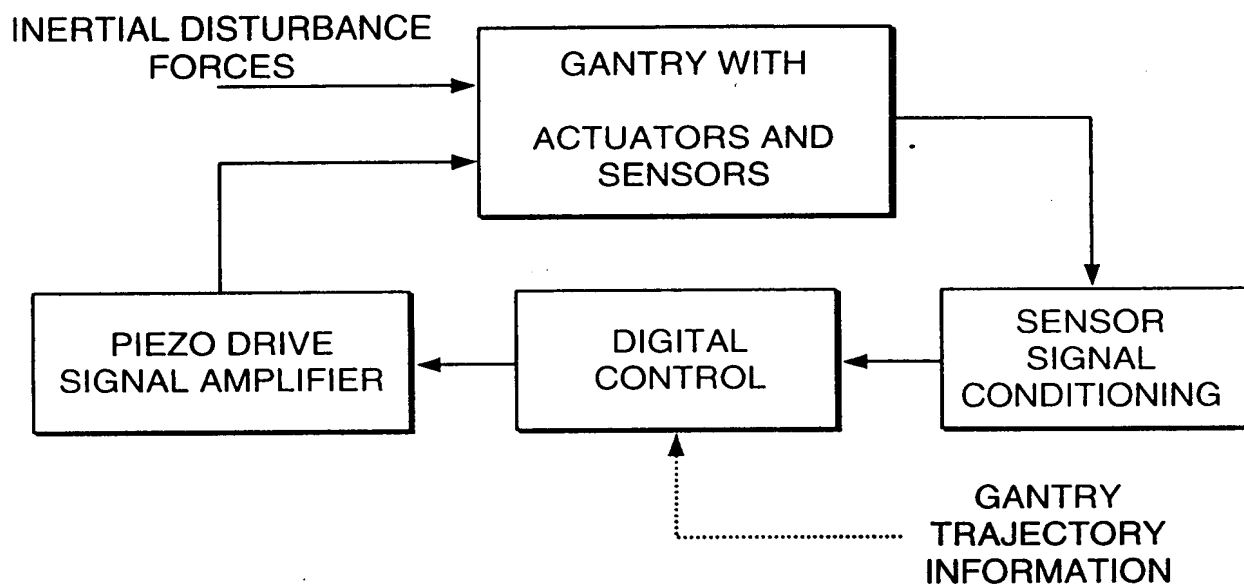 INERTIAL DISTURBANCE
FORCES
GANTRY WITH
ACTUATORS AND
SENSORS
PIEZO DRIVE
SIGNAL AMPLIFIER
DIGITAL
CONTROL
SENSOR
SIGNAL
CONDITIONING
GANTRY
TRAJECTORY
INFORMATION